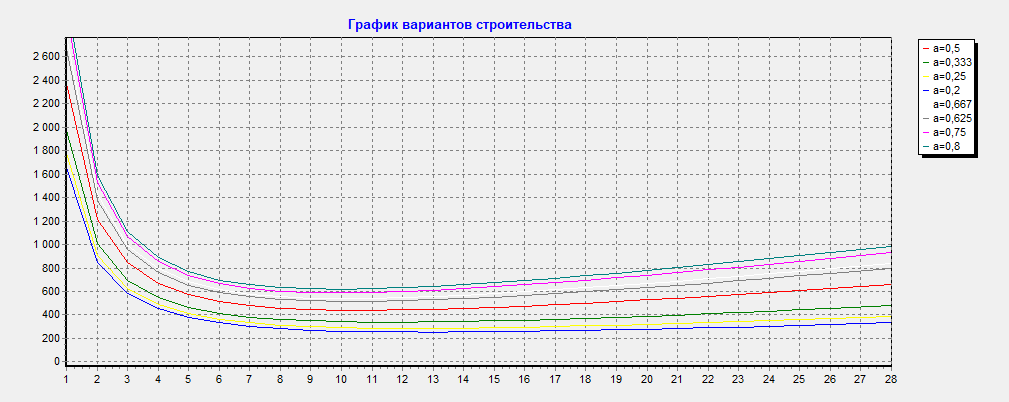 График вариантов строительства
2 600
2 400
2 200
2 000
1 800
1 600
1 400
1 200
1 000
800
600
400
200
0
1 2 3 4 5 6 7 8 9 10 11 12 13 14 15 16 17 18 19 20 21 22 23 24 25 26 27 28
a=0,5
a=0,333
a=0,25
a=0,2
a=0,667
a=0,625
a=0,75
a=0,8